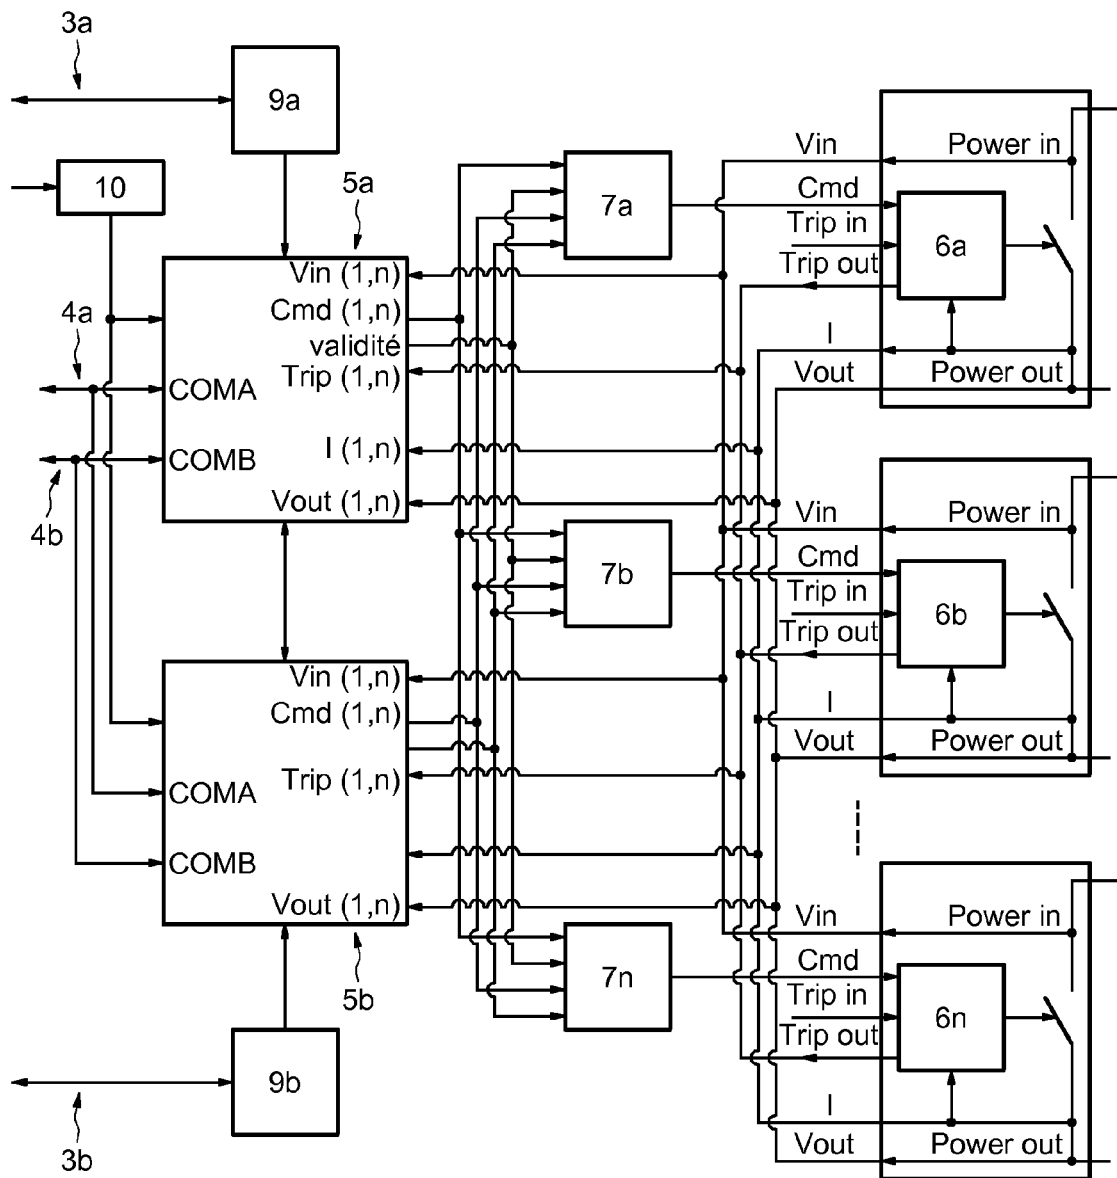 3a
9a
10
5a
4a
4b
Vin (1,n)
Cmd (1,n)
validité
Trip (1,n)
COMA
I (1,n)
COMB
Vout (1,n)
7a
Vin
Power in
Cmd
Trip in
6a
Trip out
I
Vout
Power out
7b
Vin
Power in
Cmd
Trip in
6b
Trip out
I
Vout
Power out
Vin (1,n)
Cmd (1,n)
Trip (1,n)
COMA
COMB
Vout (1,n)
5b
9b
3b
7n
Vin
Power in
Cmd
Trip in
6n
Trip out
I
Vout
Power out